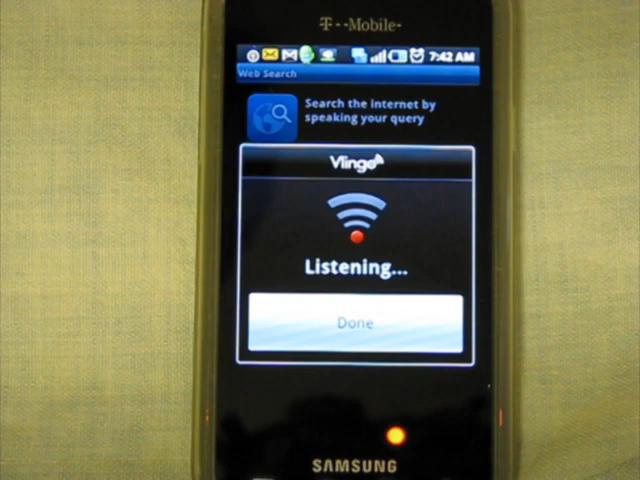 T--Mobile-
7:42 AM
Web Search
Search the internet by
speaking your query
Vlingo
Listening...
Done
SAMSUNG